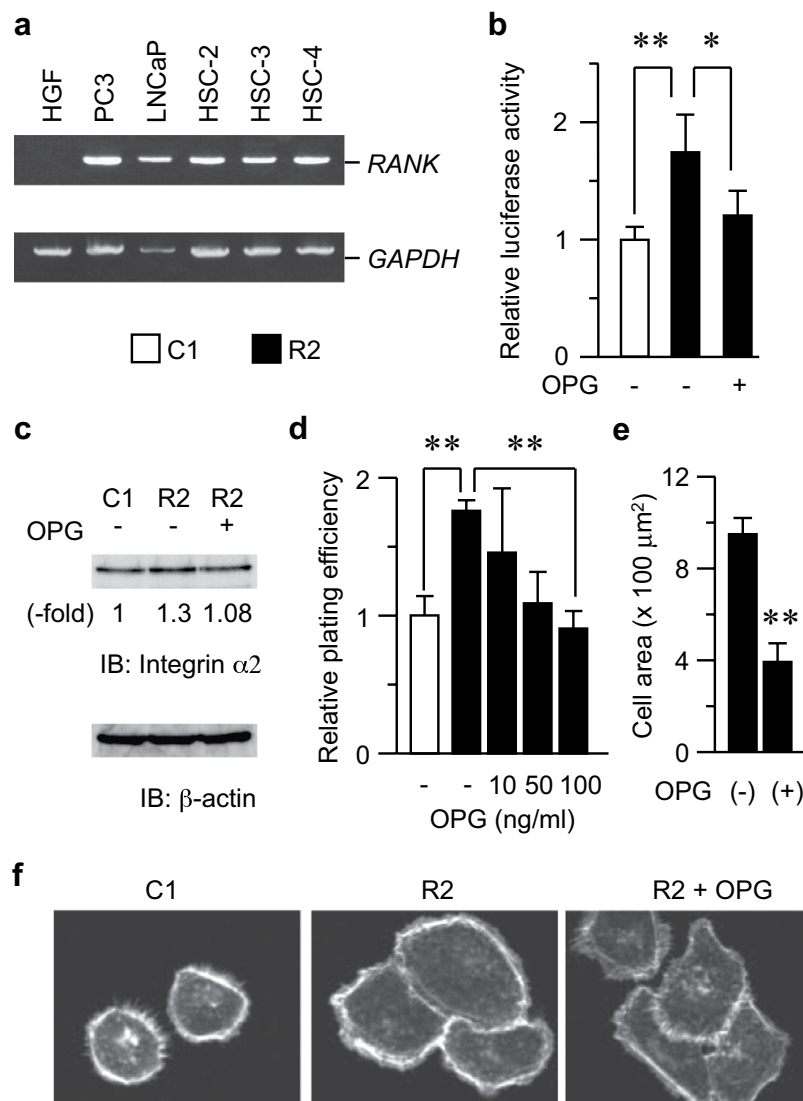 a
HGF
PC3
LNCaP
HSC-2
HSC-3
HSC-4
RANK
GAPDH
C1
R2
b
** *
Relative luciferase activity
2
1
0
OPG - - +
c
C1 R2 R2
OPG - - +
(-fold) 1 1.3 1.08
IB: Integrin α2
IB: β-actin
d
** **
Relative plating efficiency
2
1
0
- - 10 50 100
OPG (ng/ml)
e
Cell area (x 100 μm²)
12
8
4
0
**
OPG (-) (+)
f
C1 R2 R2 + OPG